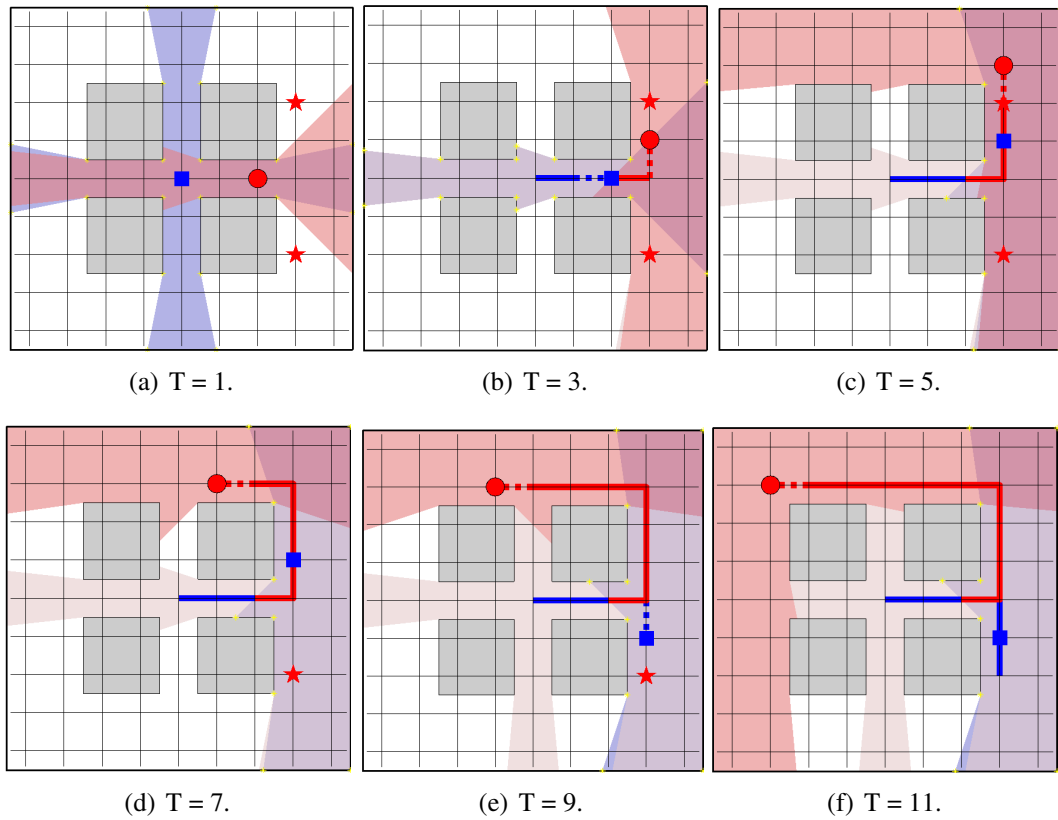 (a) T = 1.
(b) T = 3.
(c) T = 5.
(d) T = 7.
(e) T = 9.
(f) T = 11.